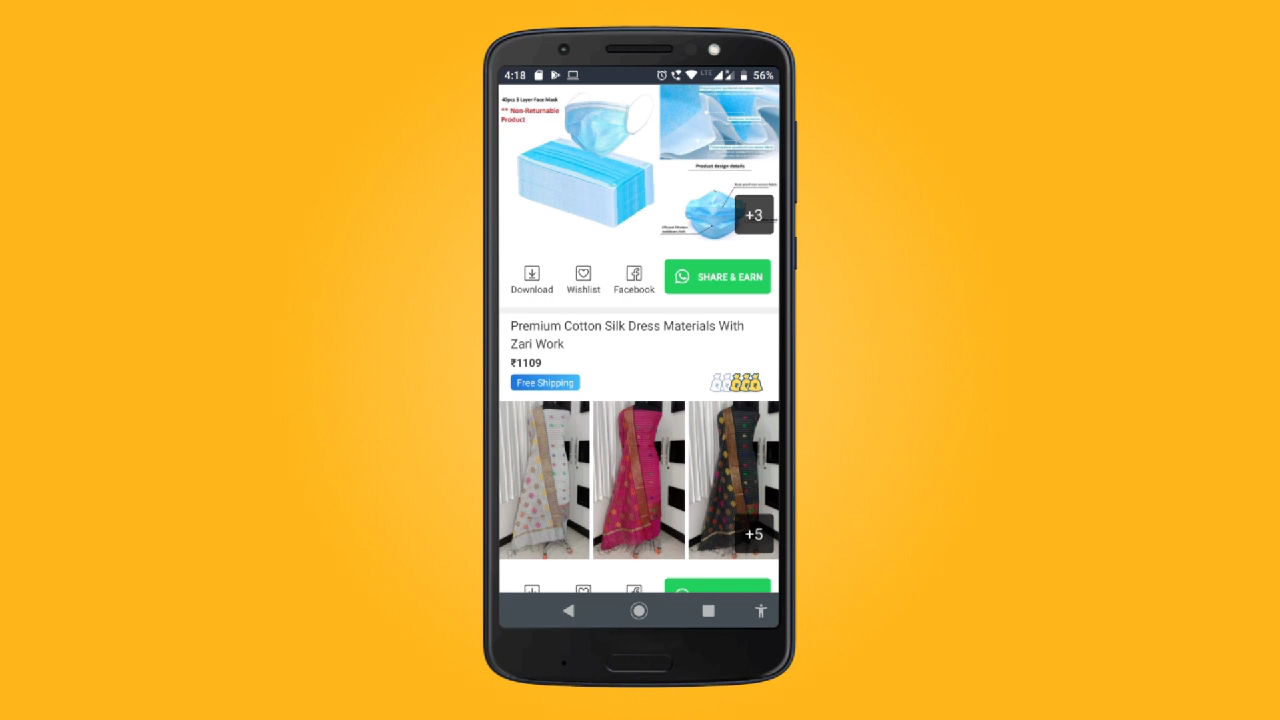 4:18
LTE
56%
40pcs 3 Layer Face Mask
** Non-Returnable
Product
Product design details
+3
Download
Wishlist
Facebook
SHARE & EARN
Premium Cotton Silk Dress Materials With
Zari Work
₹1109
Free Shipping
+5